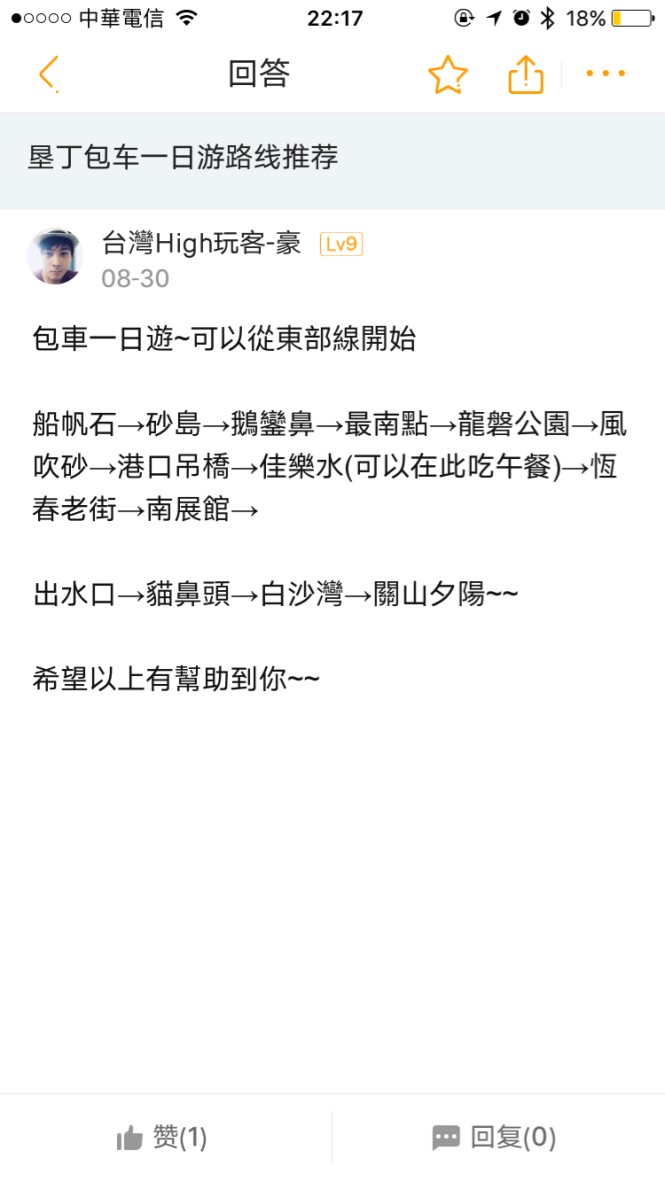 中華電信 22:17 18%
回答
垦丁包车一日游路线推荐
台灣High玩客-豪 Lv9
08-30
包車一日遊~可以從東部線開始
船帆石→砂島→鵝鑾鼻→最南點→龍磐公園→風
吹砂→港口吊橋→佳樂水(可以在此吃午餐)→恆
春老街→南展館→
出水口→貓鼻頭→白沙灣→關山夕陽~~
希望以上有幫助到你~~
赞(1) 回复(0)